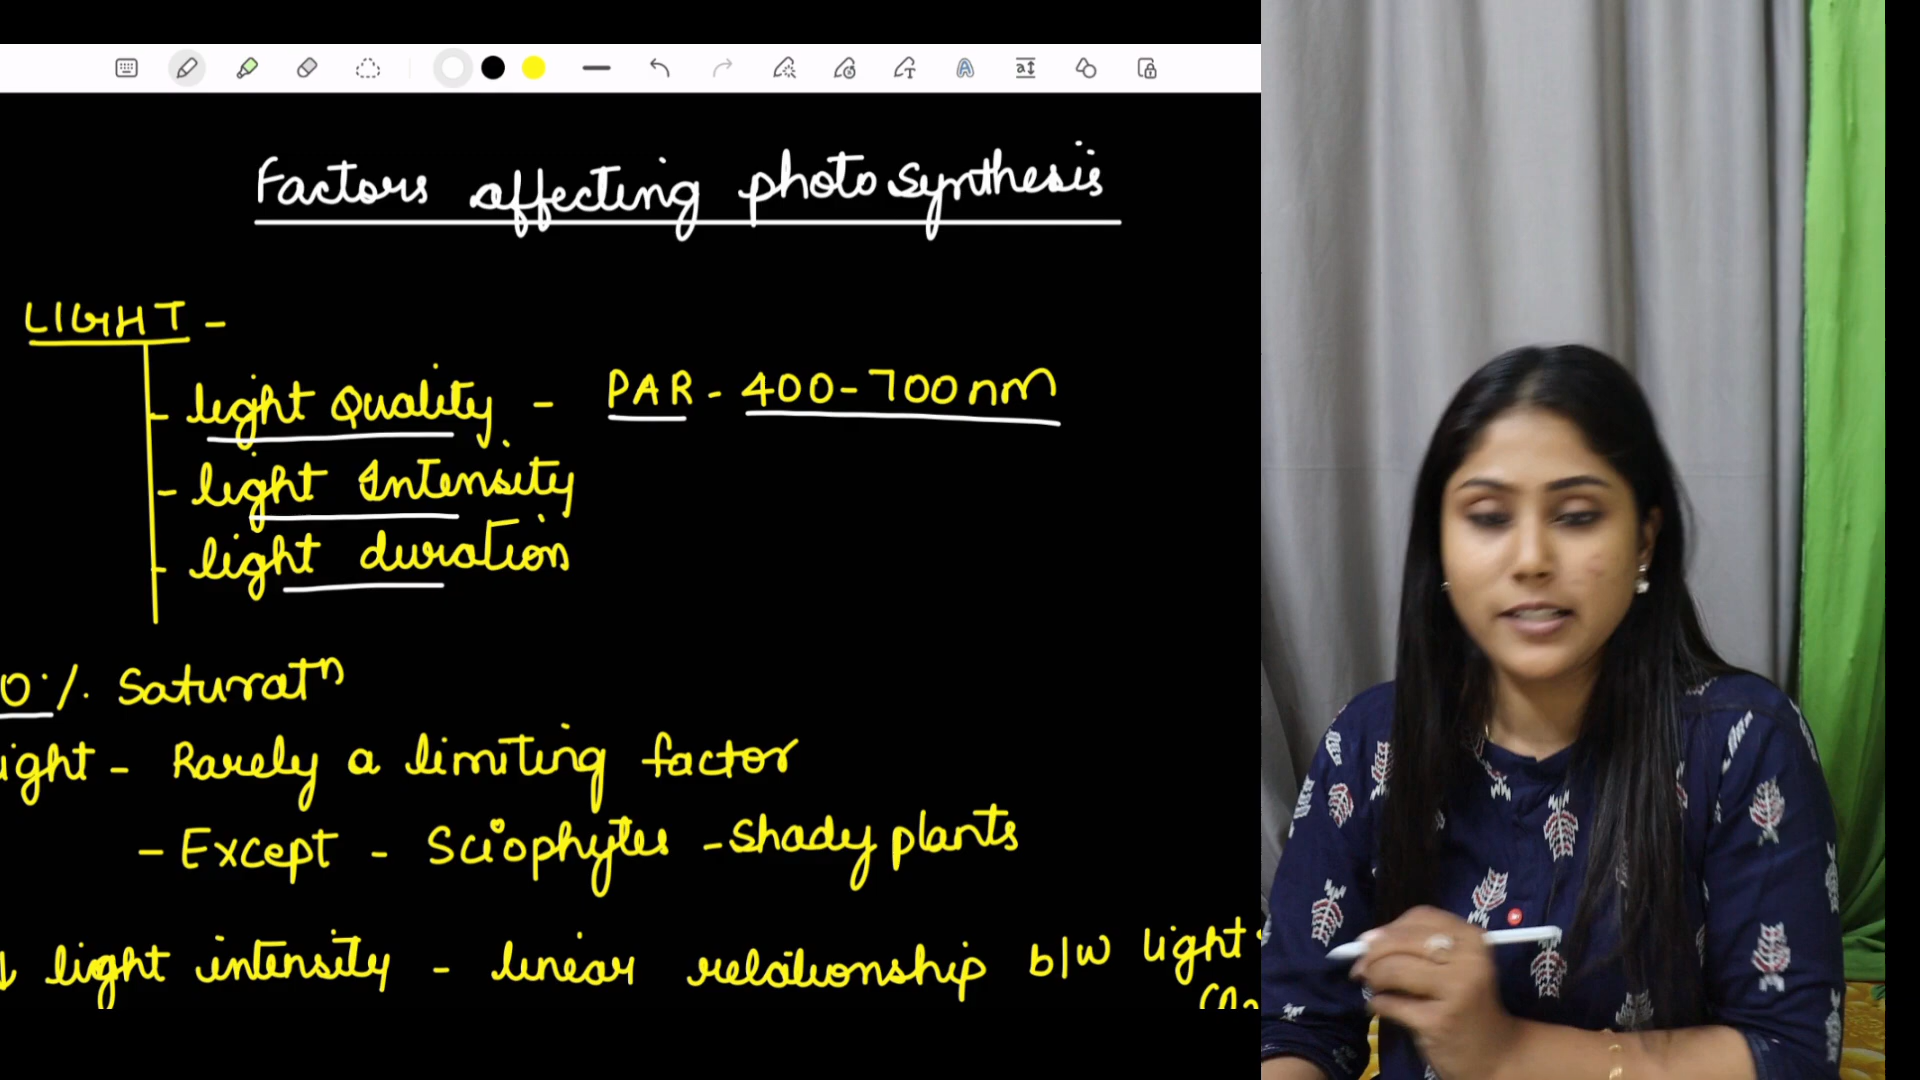 Factors affecting photosynthesis
LIGHT -
- light Quality - PAR - 400-700nm
- light Intensity
- light duration
0% Saturatn
ight - Rarely a limiting factor
- Except - Sciophytes - Shady plants
↓ light intensity - linear relationship b/w light